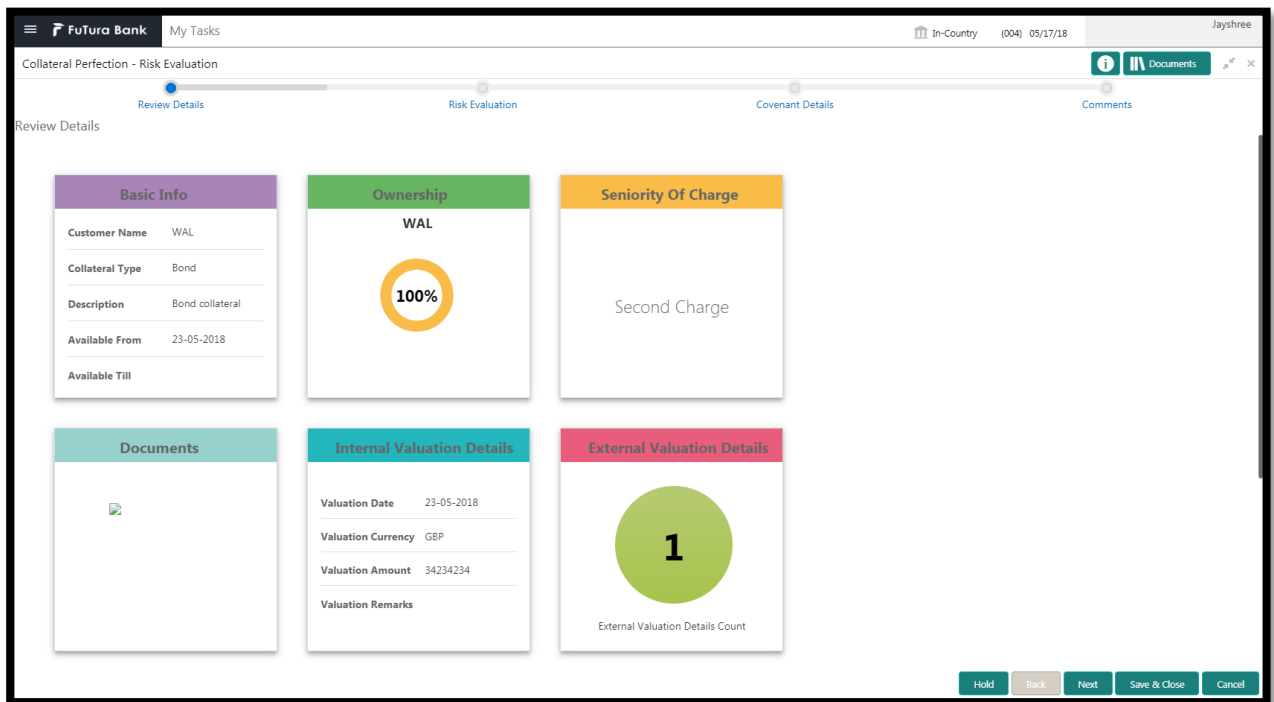 FuTura Bank
My Tasks
In-Country (004) 05/17/18
Jayshree
Collateral Perfection - Risk Evaluation
i Documents
Review Details Risk Evaluation Covenant Details Comments
Review Details
Basic Info
Customer Name WAL
Collateral Type Bond
Description Bond collateral
Available From 23-05-2018
Available Till
Ownership
WAL
100%
Seniority Of Charge
Second Charge
Documents
Internal Valuation Details
Valuation Date 23-05-2018
Valuation Currency GBP
Valuation Amount 34234234
Valuation Remarks
External Valuation Details
1
External Valuation Details Count
Hold Back Next Save & Close Cancel